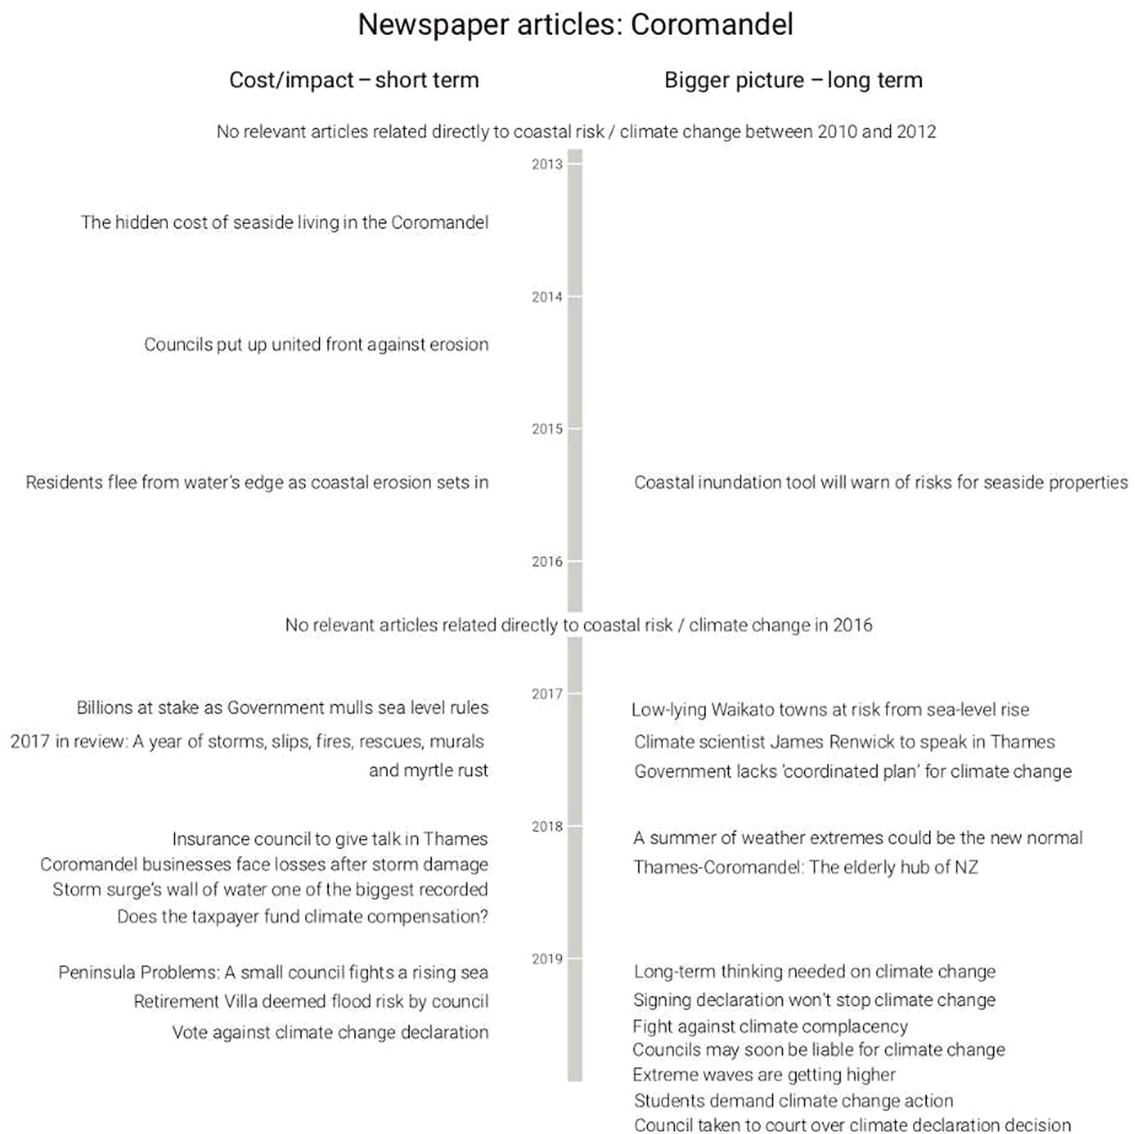 Newspaper articles: Coromandel
Cost/impact – short term
Bigger picture – long term
No relevant articles related directly to coastal risk / climate change between 2010 and 2012
2013
The hidden cost of seaside living in the Coromandel
2014
Councils put up united front against erosion
2015
Residents flee from water's edge as coastal erosion sets in
Coastal inundation tool will warn of risks for seaside properties
2016
No relevant articles related directly to coastal risk / climate change in 2016
2017
Billions at stake as Government mulls sea level rules
2017 in review: A year of storms, slips, fires, rescues, murals
and myrtle rust
Low-lying Waikato towns at risk from sea-level rise
Climate scientist James Renwick to speak in Thames
Government lacks 'coordinated plan' for climate change
2018
Insurance council to give talk in Thames
Coromandel businesses face losses after storm damage
Storm surge's wall of water one of the biggest recorded
Does the taxpayer fund climate compensation?
A summer of weather extremes could be the new normal
Thames-Coromandel: The elderly hub of NZ
2019
Peninsula Problems: A small council fights a rising sea
Retirement Villa deemed flood risk by council
Vote against climate change declaration
Long-term thinking needed on climate change
Signing declaration won't stop climate change
Fight against climate complacency
Councils may soon be liable for climate change
Extreme waves are getting higher
Students demand climate change action
Council taken to court over climate declaration decision